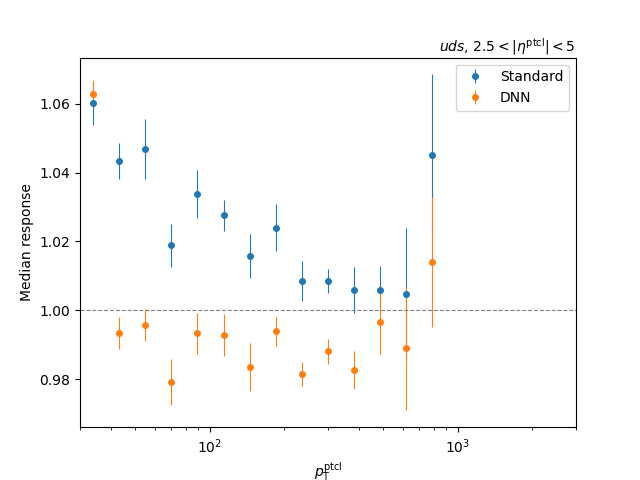 uds, 2.5 < |η^ptcl| < 5
Standard
DNN
Median response
1.06
1.04
1.02
1.00
0.98
10^2
10^3
p_T^ptcl